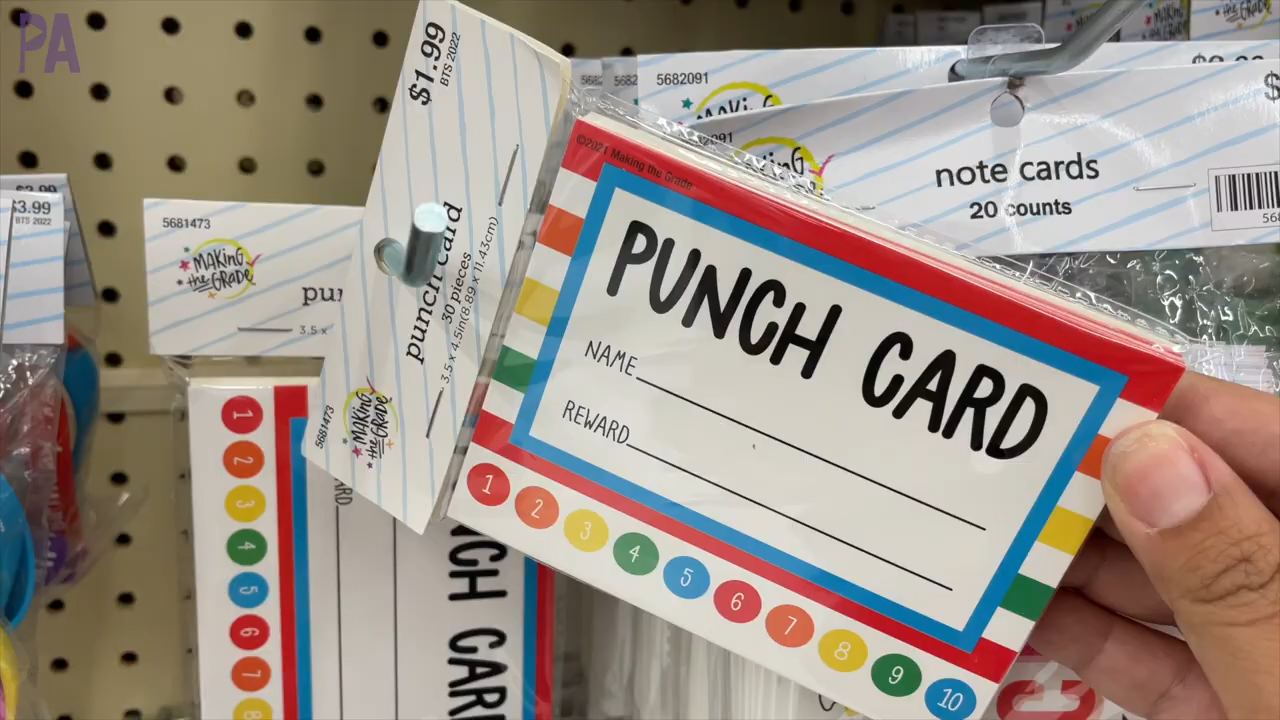 PA
$1.99
BTS 2022
punch card
30 pieces
3.5 x 4.5in(8.89 x 11.43cm)
5681473
MAKiNG
the GRADE
©2021 Making the Grade
PUNCH CARD
NAME
REWARD
1 2 3 4 5 6 7 8 9 10
5682091
MAKiNG
note cards
20 counts
$3.99
BTS 2022
5681473
MAKiNG
the GRADE
3.5 x
1
2
3
4
5
6
7
8